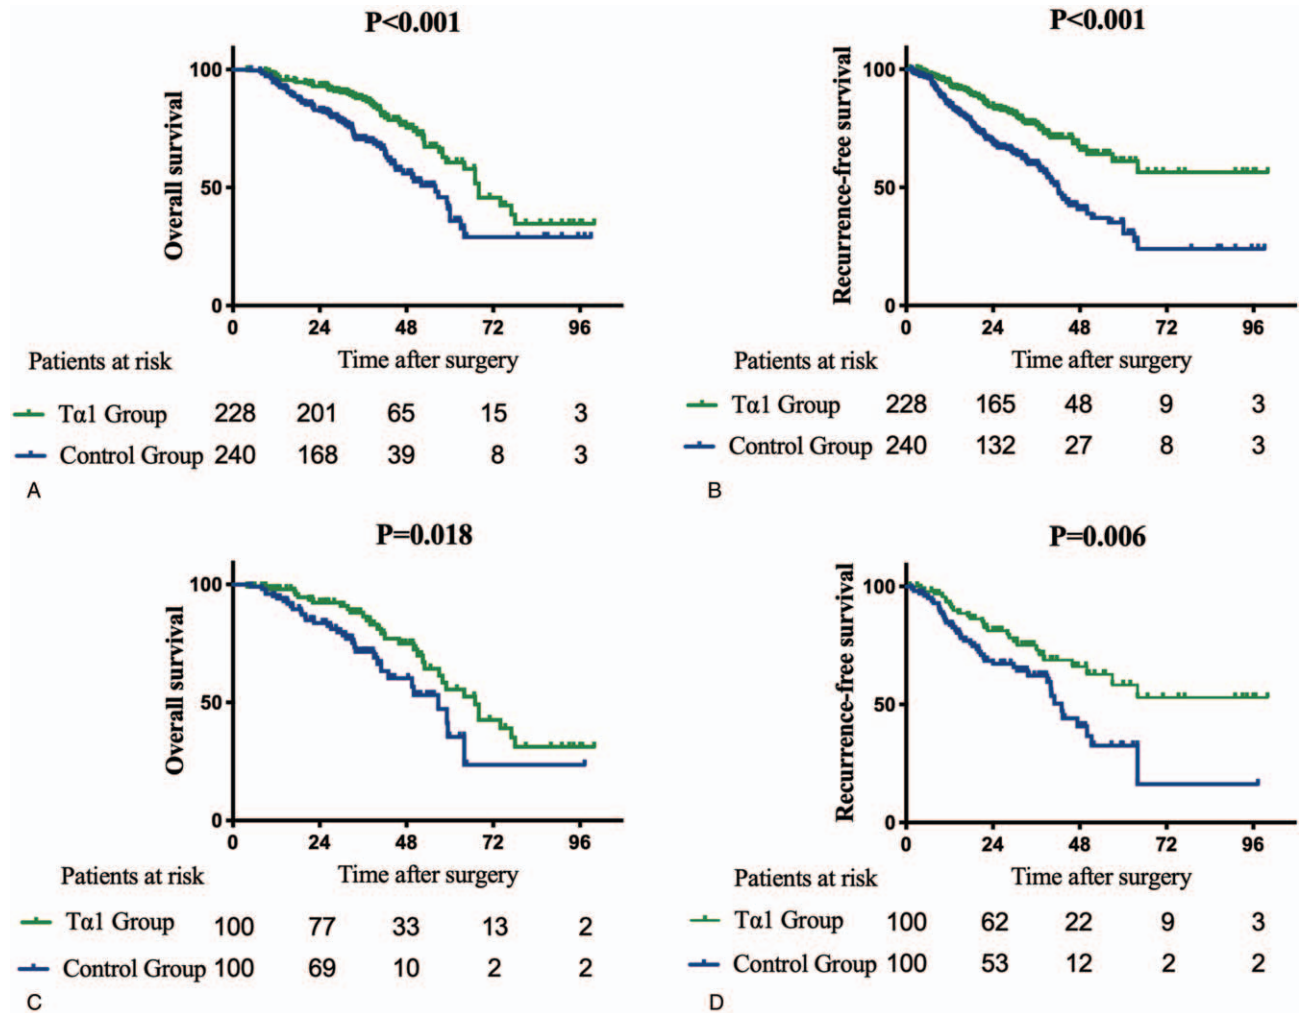 P<0.001
Overall survival
100
50
0
0 24 48 72 96
Patients at risk Time after surgery
Tα1 Group 228 201 65 15 3
Control Group 240 168 39 8 3
A
P<0.001
Recurrence-free survival
100
50
0
0 24 48 72 96
Patients at risk Time after surgery
Tα1 Group 228 165 48 9 3
Control Group 240 132 27 8 3
B
P=0.018
Overall survival
100
50
0
0 24 48 72 96
Patients at risk Time after surgery
Tα1 Group 100 77 33 13 2
Control Group 100 69 10 2 2
C
P=0.006
Recurrence-free survival
100
50
0
0 24 48 72 96
Patients at risk Time after surgery
Tα1 Group 100 62 22 9 3
Control Group 100 53 12 2 2
D